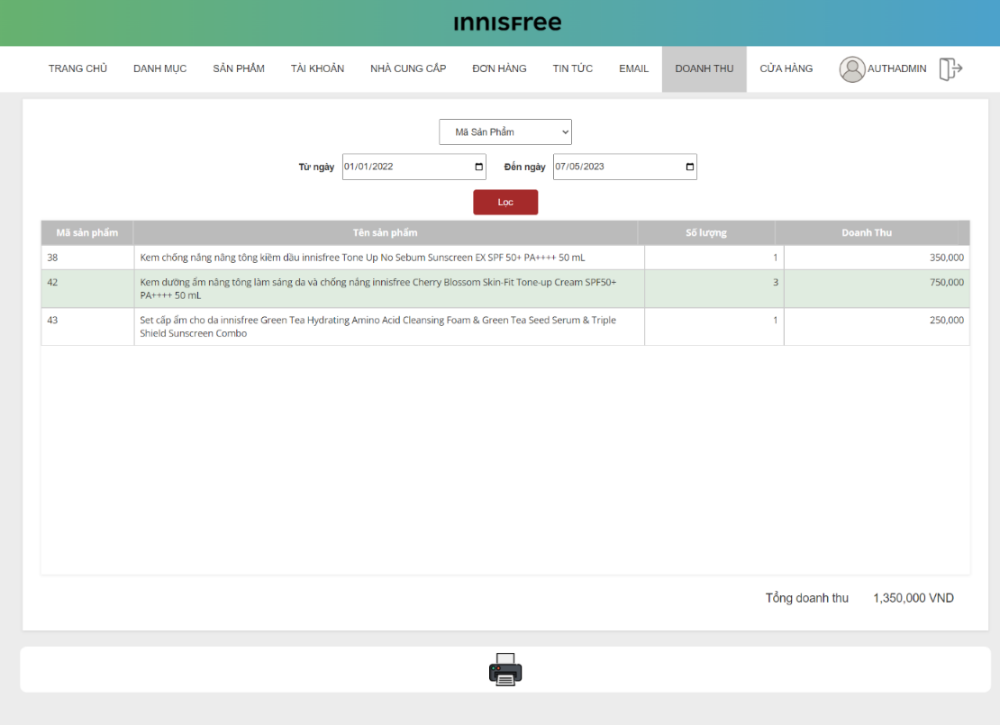 innisfree
TRANG CHỦ DANH MỤC SẢN PHẨM TÀI KHOẢN NHÀ CUNG CẤP ĐƠN HÀNG TIN TỨC EMAIL DOANH THU CỬA HÀNG AUTHADMIN
Mã Sản Phẩm
Từ ngày 01/01/2022 Đến ngày 07/05/2023
Lọc
Mã sản phẩm Tên sản phẩm Số lượng Doanh Thu
38 Kem chống nắng nâng tông kiềm dầu innisfree Tone Up No Sebum Sunscreen EX SPF 50+ PA++++ 50 mL 1 350,000
42 Kem dưỡng ẩm nâng tông làm sáng da và chống nắng innisfree Cherry Blossom Skin-Fit Tone-up Cream SPF50+ 3 750,000
PA++++ 50 mL
43 Set cấp ẩm cho da innisfree Green Tea Hydrating Amino Acid Cleansing Foam & Green Tea Seed Serum & Triple 1 250,000
Shield Sunscreen Combo
Tổng doanh thu 1,350,000 VND